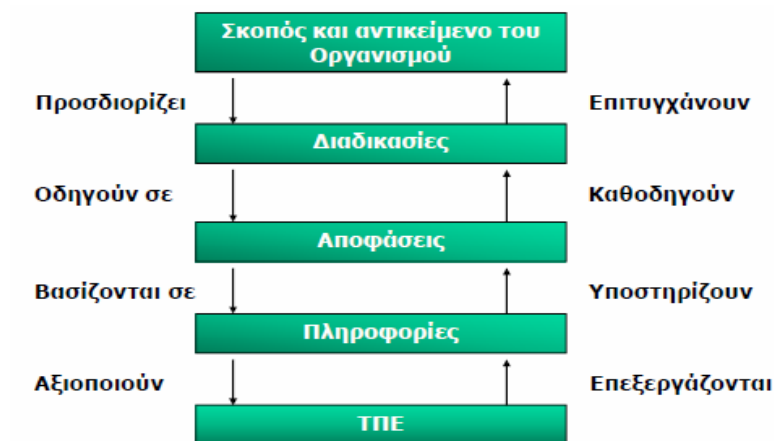 Σκοπός και αντικείμενο του
Οργανισμού
Προσδιορίζει
Επιτυγχάνουν
Διαδικασίες
Οδηγούν σε
Καθοδηγούν
Αποφάσεις
Βασίζονται σε
Υποστηρίζουν
Πληροφορίες
Αξιοποιούν
Επεξεργάζονται
ΤΠΕ